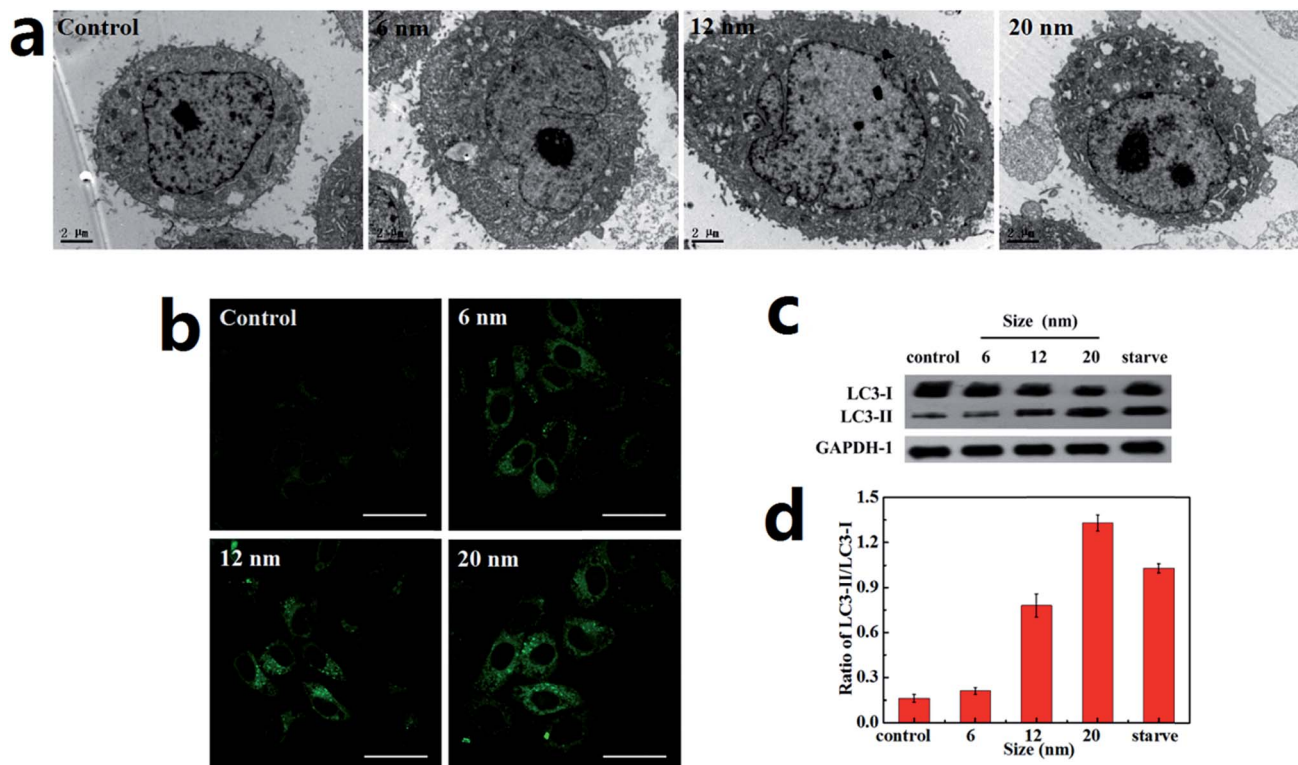 a
Control
6 nm
12 nm
20 nm
2 μm
2 μm
2 μm
2 μm
b
Control
6 nm
12 nm
20 nm
c
Size (nm)
control 6 12 20 starve
LC3-I
LC3-II
GAPDH-1
d
Ratio of LC3-II/LC3-I
1.5
1.2
0.9
0.6
0.3
0.0
control 6 12 20 starve
Size (nm)